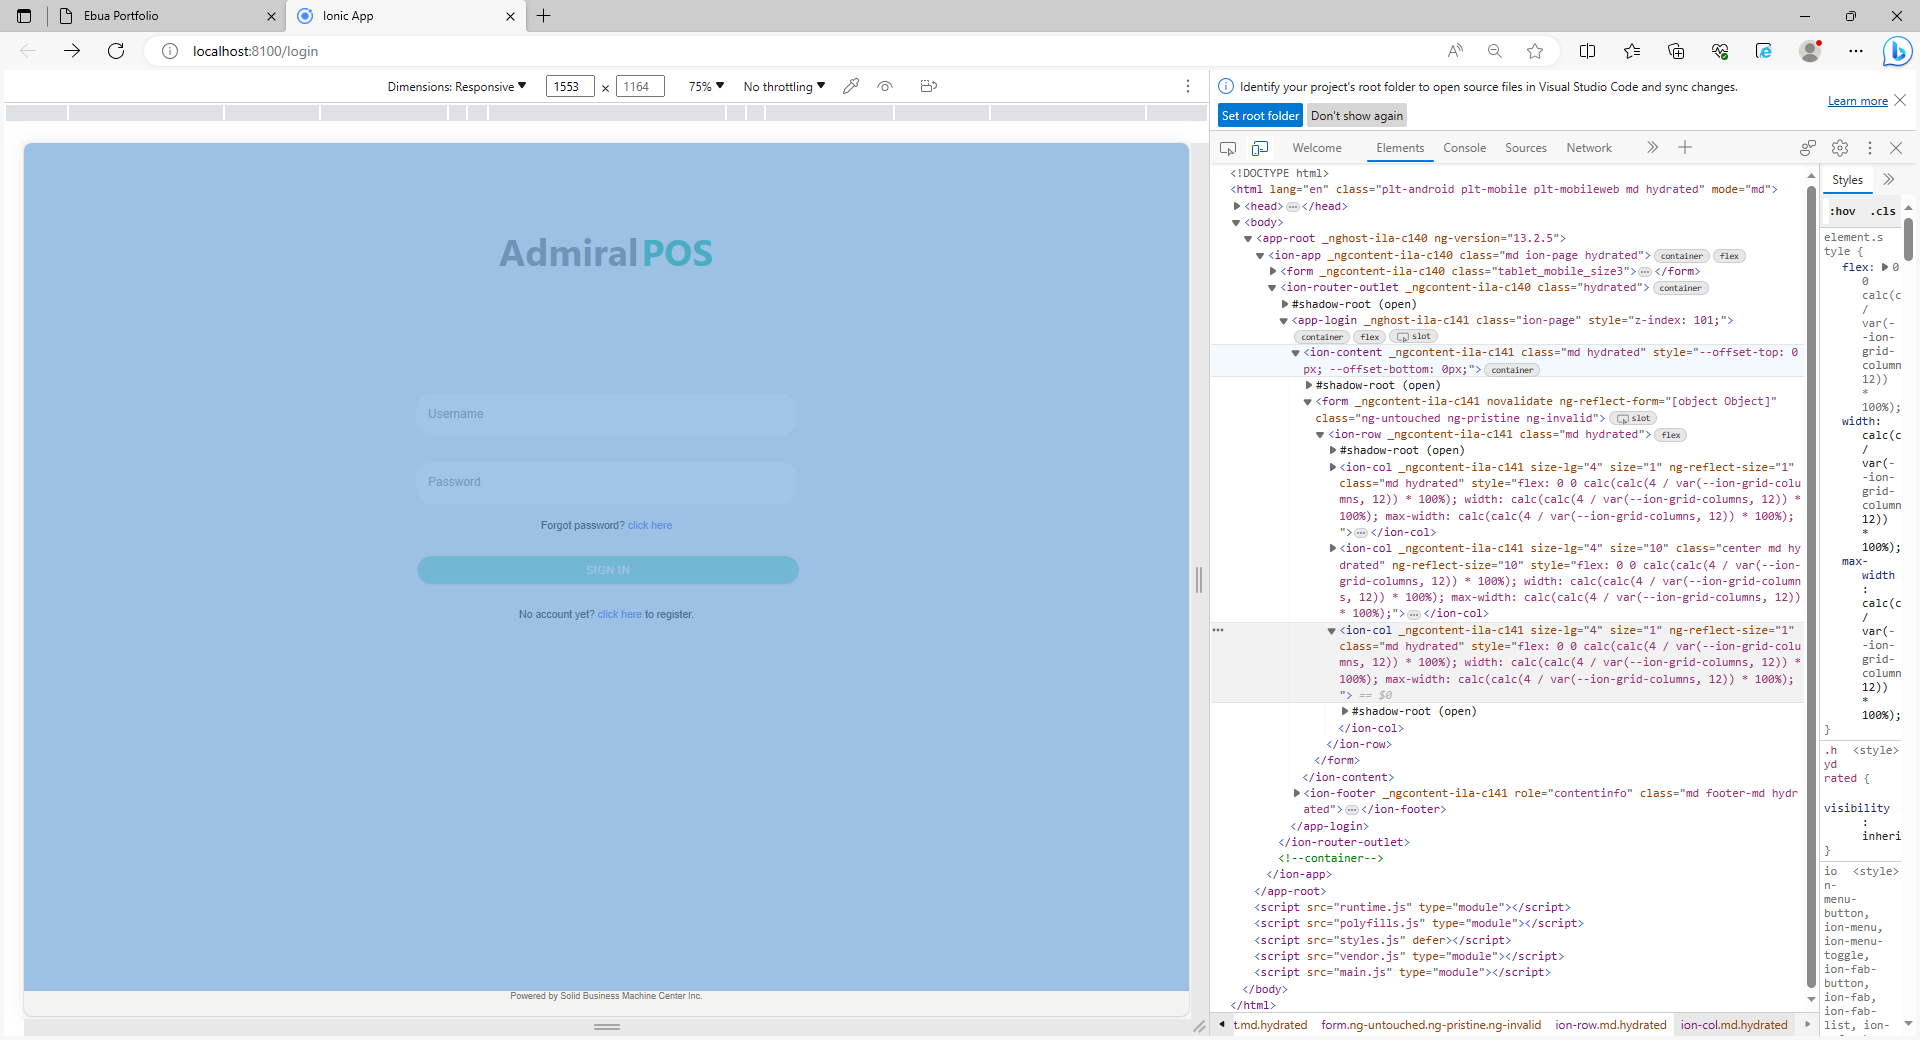 Ebua Portfolio
Ionic App
localhost:8100/login
Dimensions: Responsive
1553
×
1164
75%
No throttling
Identify your project's root folder to open source files in Visual Studio Code and sync changes.
Learn more
Set root folder
Don't show again
Welcome
Elements
Console
Sources
Network
AdmiralPOS
Username
Password
Forgot password? click here
SIGN IN
No account yet? click here to register.
Powered by Solid Business Machine Center Inc.
<!DOCTYPE html>
<html lang="en" class="plt-android plt-mobile plt-mobileweb md hydrated" mode="md">
<head> ··· </head>
<body>
<app-root _nghost-ila-c140 ng-version="13.2.5">
<ion-app _ngcontent-ila-c140 class="md ion-page hydrated"> container flex
<form _ngcontent-ila-c140 class="tablet_mobile_size3"> ··· </form>
<ion-router-outlet _ngcontent-ila-c140 class="hydrated"> container
#shadow-root (open)
<app-login _nghost-ila-c141 class="ion-page" style="z-index: 101;">
container flex slot
<ion-content _ngcontent-ila-c141 class="md hydrated" style="--offset-top: 0
px; --offset-bottom: 0px;"> container
#shadow-root (open)
<form _ngcontent-ila-c141 novalidate ng-reflect-form="[object Object]"
class="ng-untouched ng-pristine ng-invalid"> slot
<ion-row _ngcontent-ila-c141 class="md hydrated"> flex
#shadow-root (open)
<ion-col _ngcontent-ila-c141 size-lg="4" size="1" ng-reflect-size="1"
class="md hydrated" style="flex: 0 0 calc(calc(4 / var(--ion-grid-colu
mns, 12)) * 100%); width: calc(calc(4 / var(--ion-grid-columns, 12)) *
100%); max-width: calc(calc(4 / var(--ion-grid-columns, 12)) * 100%);
"> ··· </ion-col>
<ion-col _ngcontent-ila-c141 size-lg="4" size="10" class="center md hy
drated" ng-reflect-size="10" style="flex: 0 0 calc(calc(4 / var(--ion-
grid-columns, 12)) * 100%); width: calc(calc(4 / var(--ion-grid-column
s, 12)) * 100%); max-width: calc(calc(4 / var(--ion-grid-columns, 12))
* 100%);"> ··· </ion-col>
<ion-col _ngcontent-ila-c141 size-lg="4" size="1" ng-reflect-size="1"
class="md hydrated" style="flex: 0 0 calc(calc(4 / var(--ion-grid-colu
mns, 12)) * 100%); width: calc(calc(4 / var(--ion-grid-columns, 12)) *
100%); max-width: calc(calc(4 / var(--ion-grid-columns, 12)) * 100%);
"> == $0
#shadow-root (open)
</ion-col>
</ion-row>
</form>
</ion-content>
<ion-footer _ngcontent-ila-c141 role="contentinfo" class="md footer-md hydr
ated"> ··· </ion-footer>
</app-login>
</ion-router-outlet>
<!--container-->
</ion-app>
</app-root>
<script src="runtime.js" type="module"></script>
<script src="polyfills.js" type="module"></script>
<script src="styles.js" defer></script>
<script src="vendor.js" type="module"></script>
<script src="main.js" type="module"></script>
</body>
</html>
t.md.hydrated
form.ng-untouched.ng-pristine.ng-invalid
ion-row.md.hydrated
ion-col.md.hydrated
Styles
:hov
.cls
element.s
tyle {
flex: 0
0
calc(c
/
var(-
-ion-
grid-
column
12))
*
100%);
width:
calc(c
/
var(-
-ion-
grid-
column
12))
*
100%);
max-
width
:
calc(c
/
var(-
-ion-
grid-
column
12))
*
100%);
}
.h <style>
yd
rated {
visibility
:
inheri
}
io <style>
n-
menu-
button,
ion-menu,
ion-menu-
toggle,
ion-fab-
button,
ion-fab,
ion-fab-
list, ion-